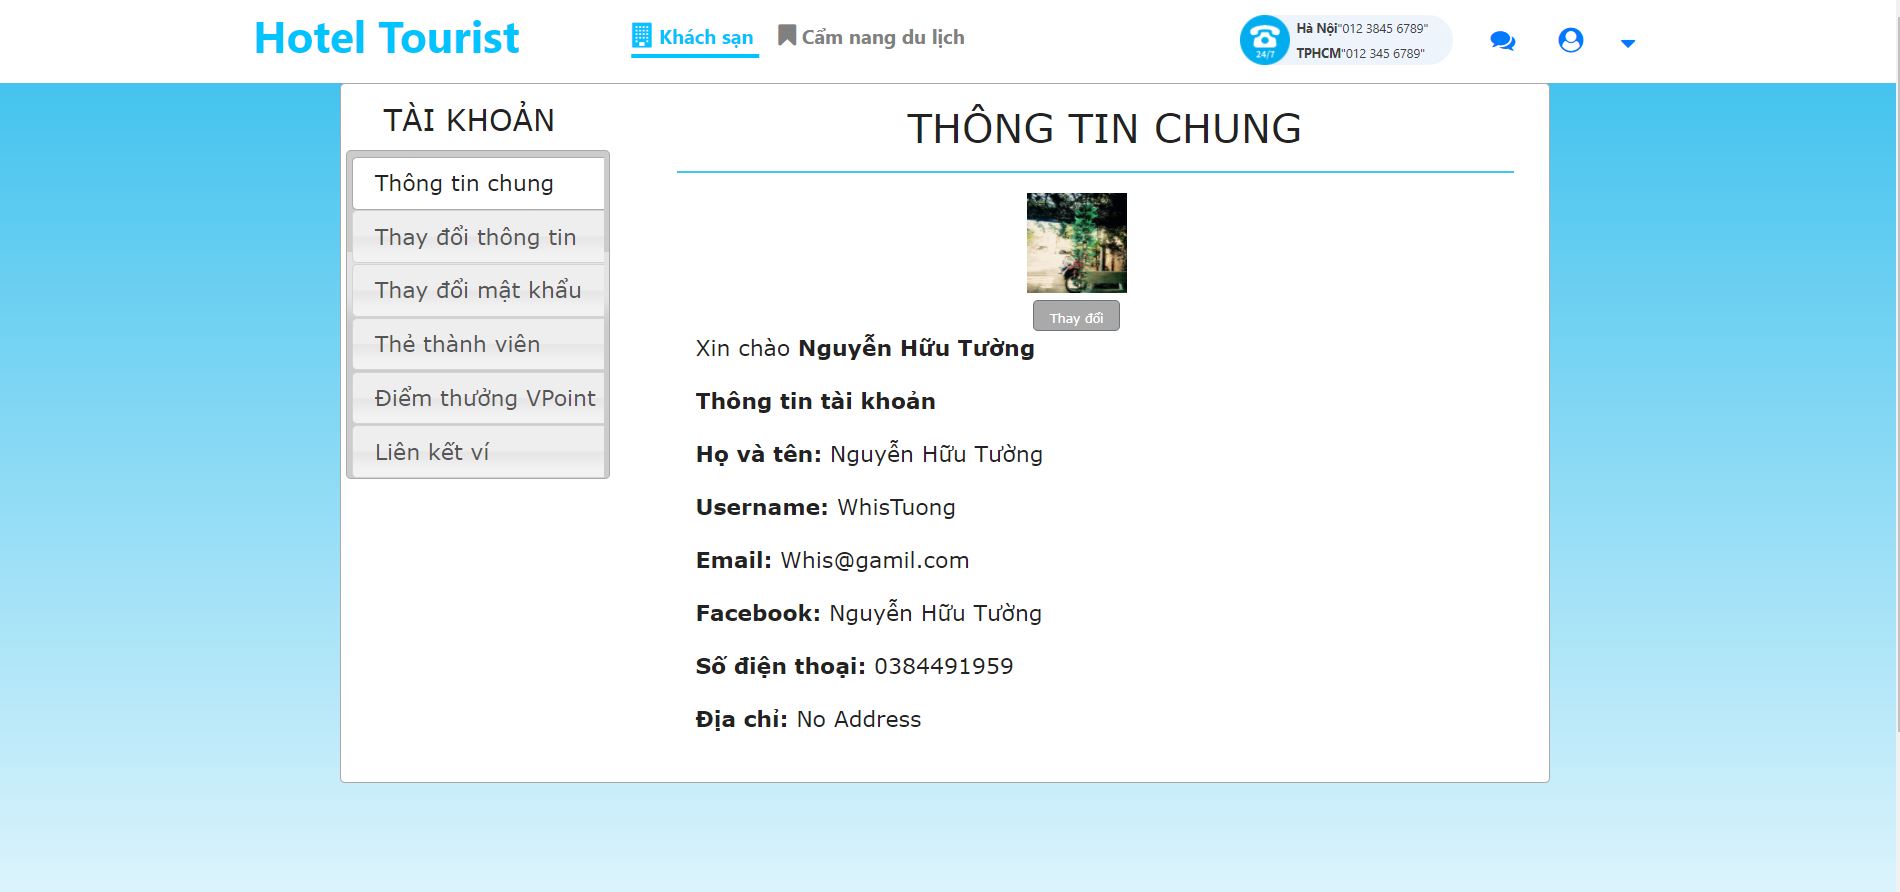 Hotel Tourist
Khách sạn
Cẩm nang du lịch
24/7
Hà Nội"012 3845 6789"
TPHCM"012 345 6789"
TÀI KHOẢN
Thông tin chung
Thay đổi thông tin
Thay đổi mật khẩu
Thẻ thành viên
Điểm thưởng VPoint
Liên kết ví
THÔNG TIN CHUNG
Thay đổi
Xin chào Nguyễn Hữu Tường
Thông tin tài khoản
Họ và tên: Nguyễn Hữu Tường
Username: WhisTuong
Email: Whis@gamil.com
Facebook: Nguyễn Hữu Tường
Số điện thoại: 0384491959
Địa chỉ: No Address